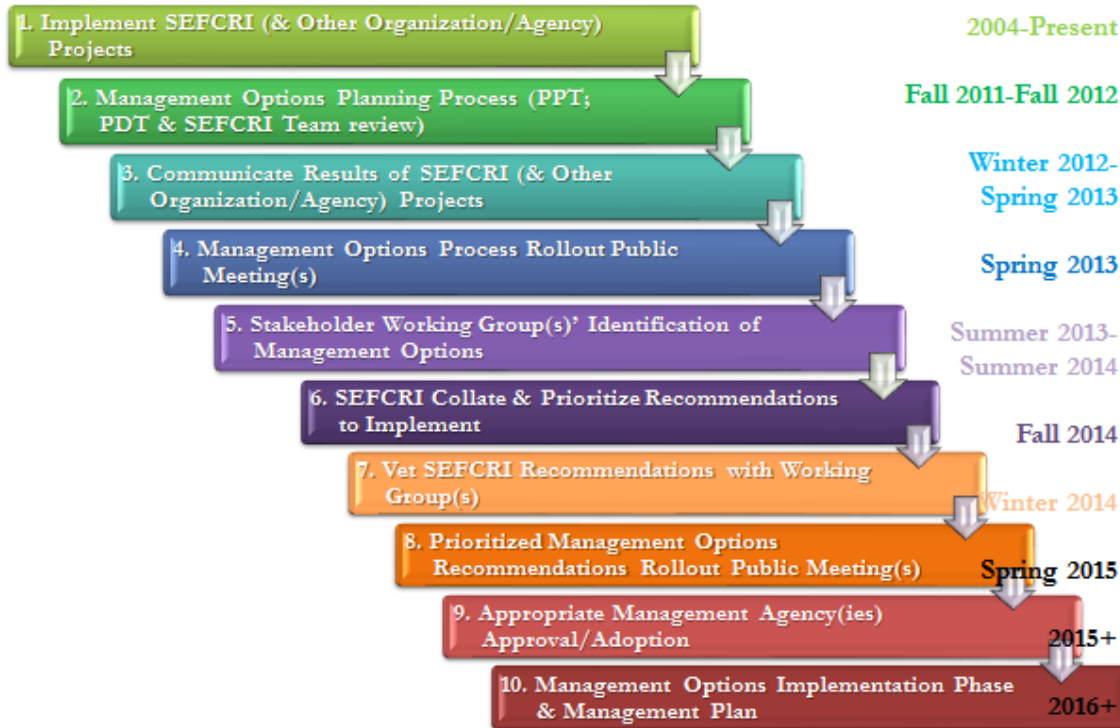 1. Implement SEFCRI (& Other Organization/Agency)
Projects
2004-Present
2. Management Options Planning Process (PPT;
PDT & SEFCRI Team review)
Fall 2011-Fall 2012
3. Communicate Results of SEFCRI (& Other
Organization/Agency) Projects
Winter 2012-
Spring 2013
4. Management Options Process Rollout Public
Meeting(s)
Spring 2013
5. Stakeholder Working Group(s)’ Identification of
Management Options
Summer 2013-
Summer 2014
6. SEFCRI Collate & Prioritize Recommendations
to Implement
Fall 2014
7. Vet SEFCRI Recommendations with Working
Group(s)
Winter 2014
8. Prioritized Management Options
Recommendations Rollout Public Meeting(s)
Spring 2015
9. Appropriate Management Agency(ies)
Approval/Adoption
2015+
10. Management Options Implementation Phase
& Management Plan
2016+